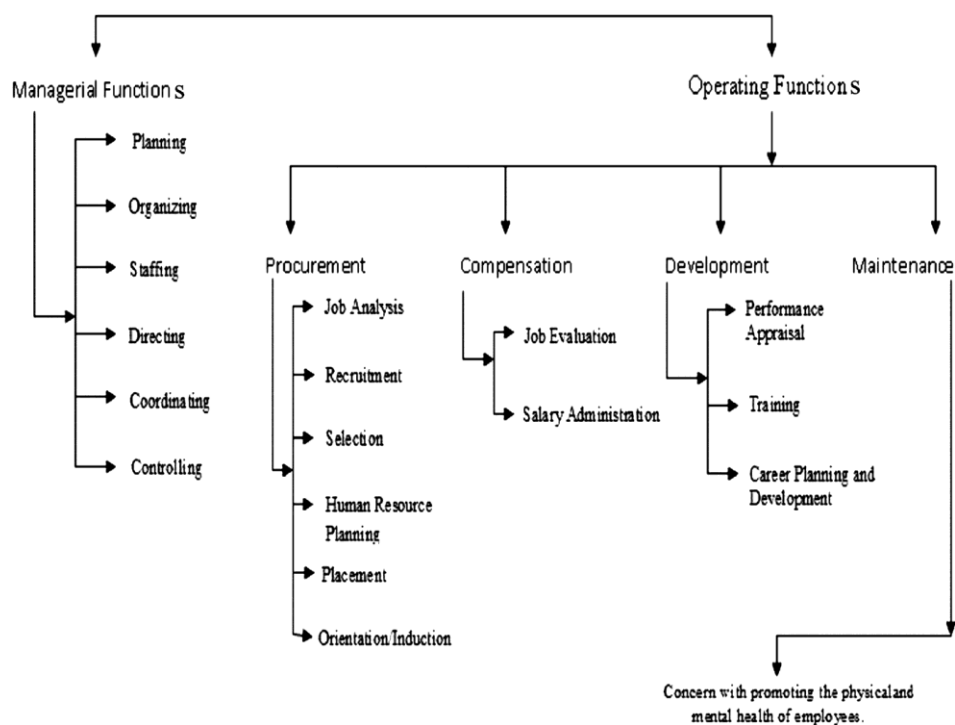 Managerial Functions
Operating Functions
Planning
Organizing
Staffing
Directing
Coordinating
Controlling
Procurement
Job Analysis
Recruitment
Selection
Human Resource
Planning
Placement
Orientation/Induction
Compensation
Job Evaluation
Salary Administration
Development
Performance
Appraisal
Training
Career Planning and
Development
Maintenance
Concern with promoting the physical and
mental health of employees.